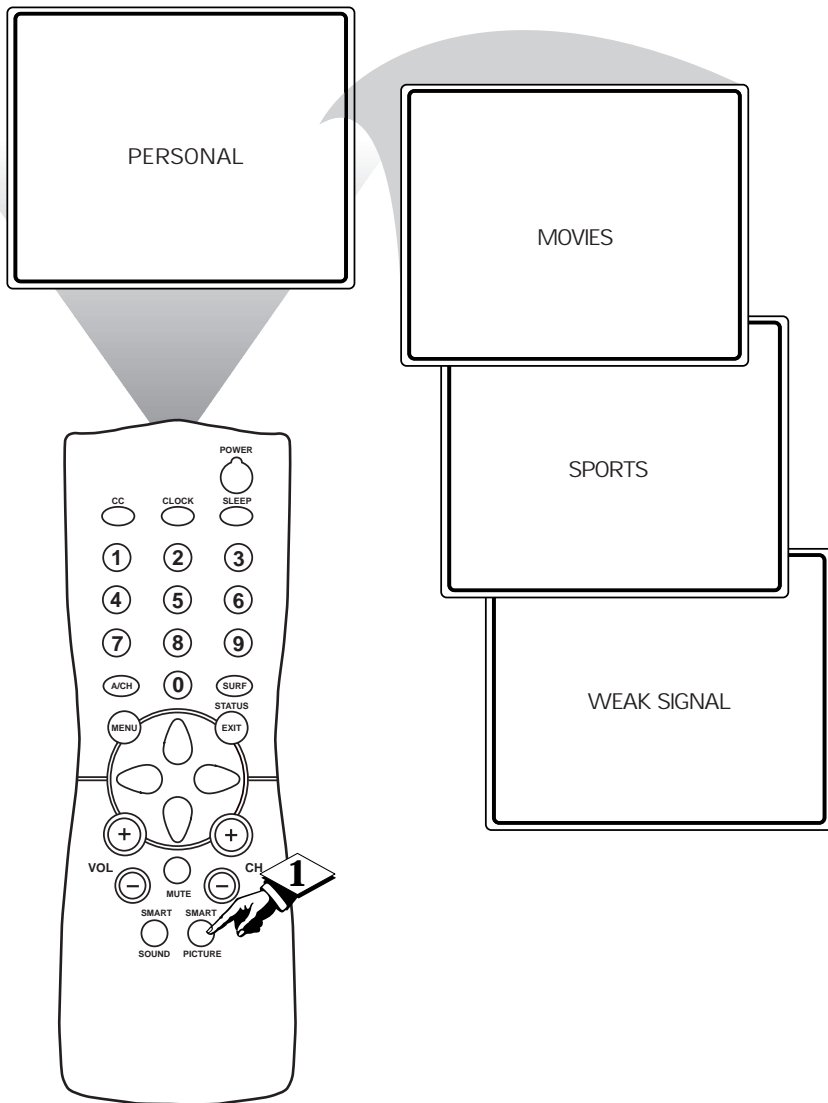 PERSONAL
MOVIES
SPORTS
WEAK SIGNAL
POWER
CC CLOCK SLEEP
1 2 3
4 5 6
7 8 9
A/CH 0 SURF
STATUS
MENU EXIT
+ +
VOL CH
− −
MUTE
1
SMART SMART
SOUND PICTURE